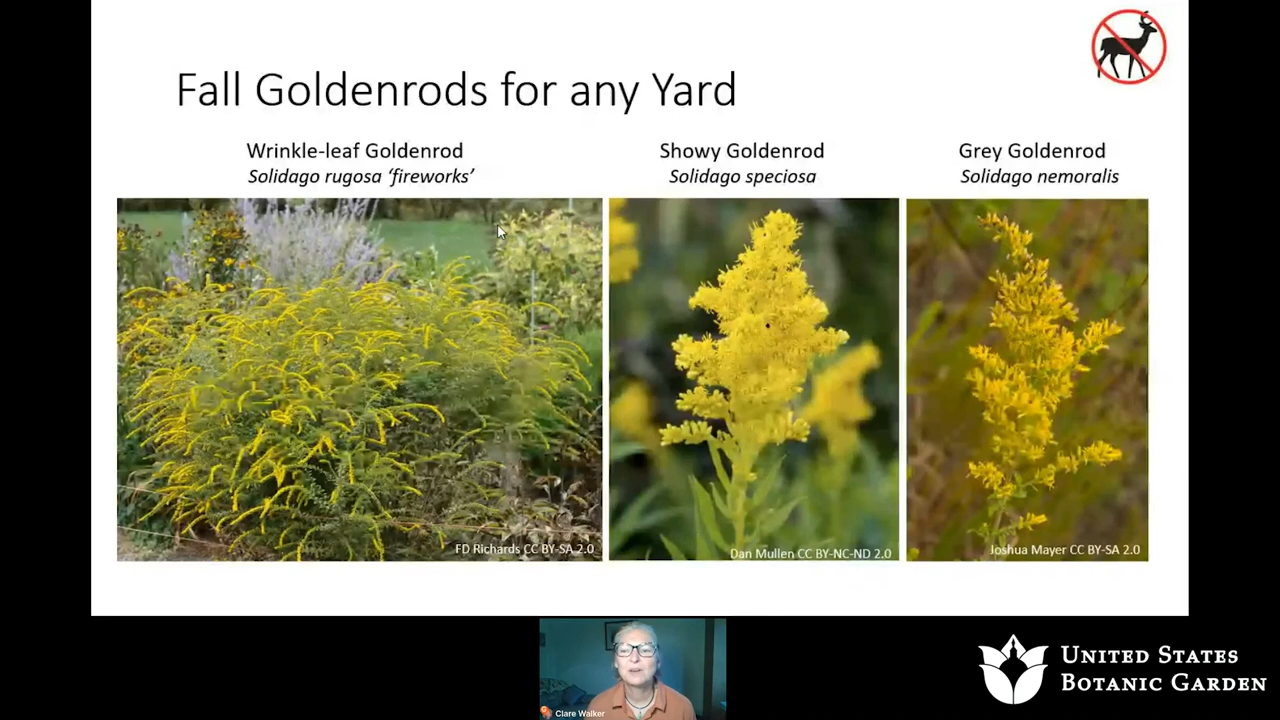 Fall Goldenrods for any Yard
Wrinkle-leaf Goldenrod
Solidago rugosa ‘fireworks’
Showy Goldenrod
Solidago speciosa
Grey Goldenrod
Solidago nemoralis
FD Richards CC BY-SA 2.0
Dan Mullen CC BY-NC-ND 2.0
Joshua Mayer CC BY-SA 2.0
Clare Walker
UNITED STATES
BOTANIC GARDEN